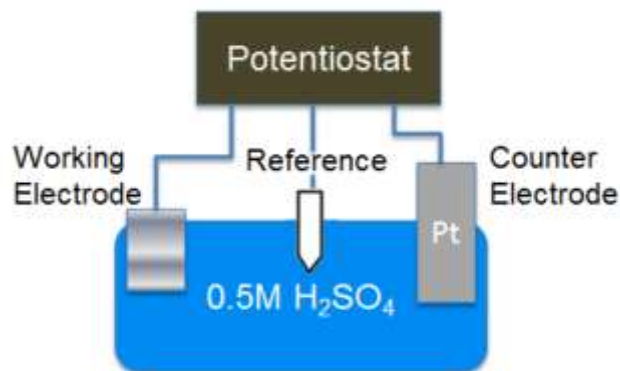 Potentiostat
Working
Electrode
Reference
Counter
Electrode
Pt
0.5M H₂SO₄